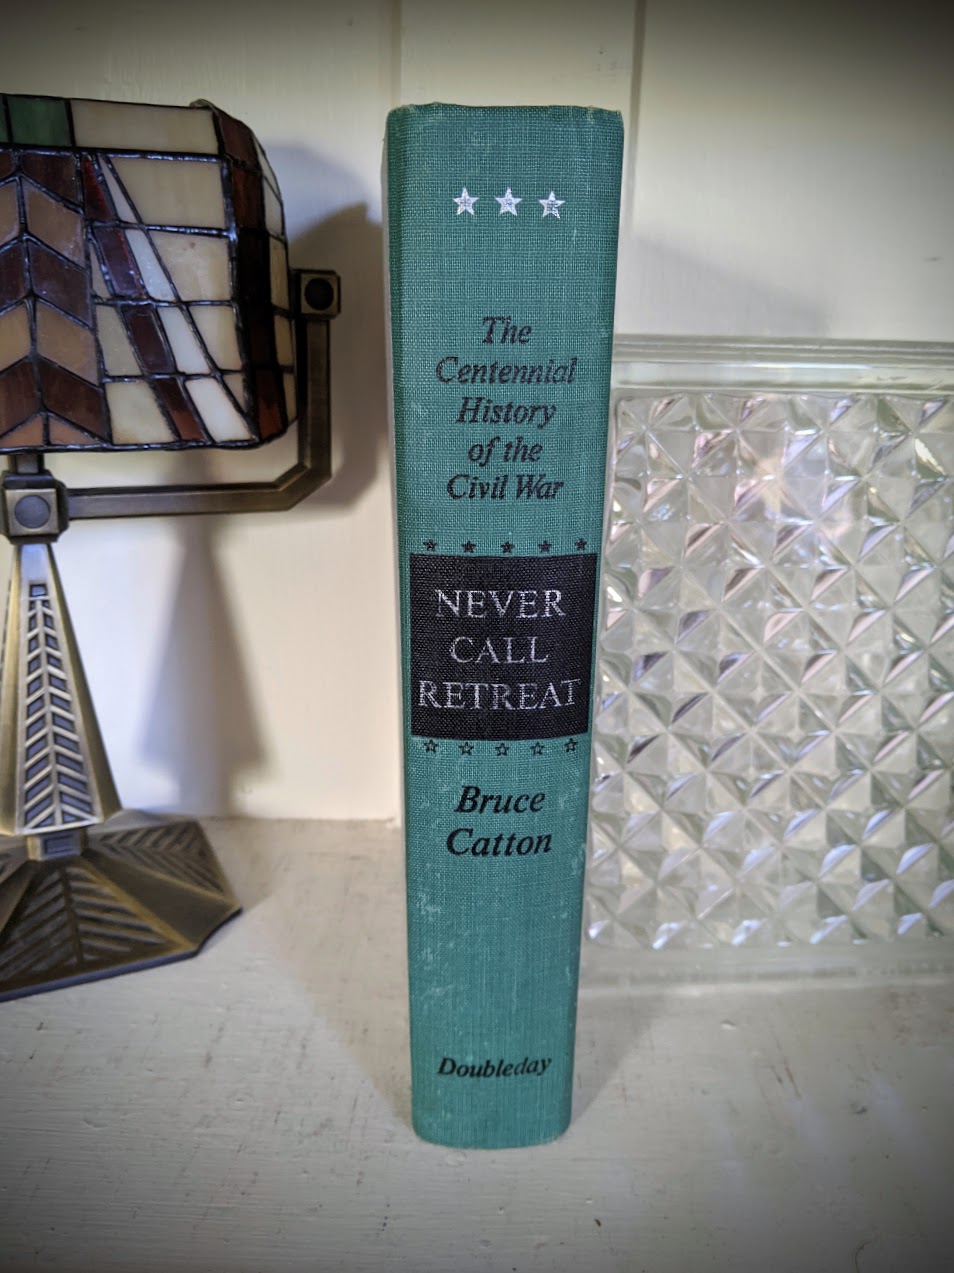 The
Centennial
History
of the
Civil War
NEVER
CALL
RETREAT
Bruce
Catton
Doubleday